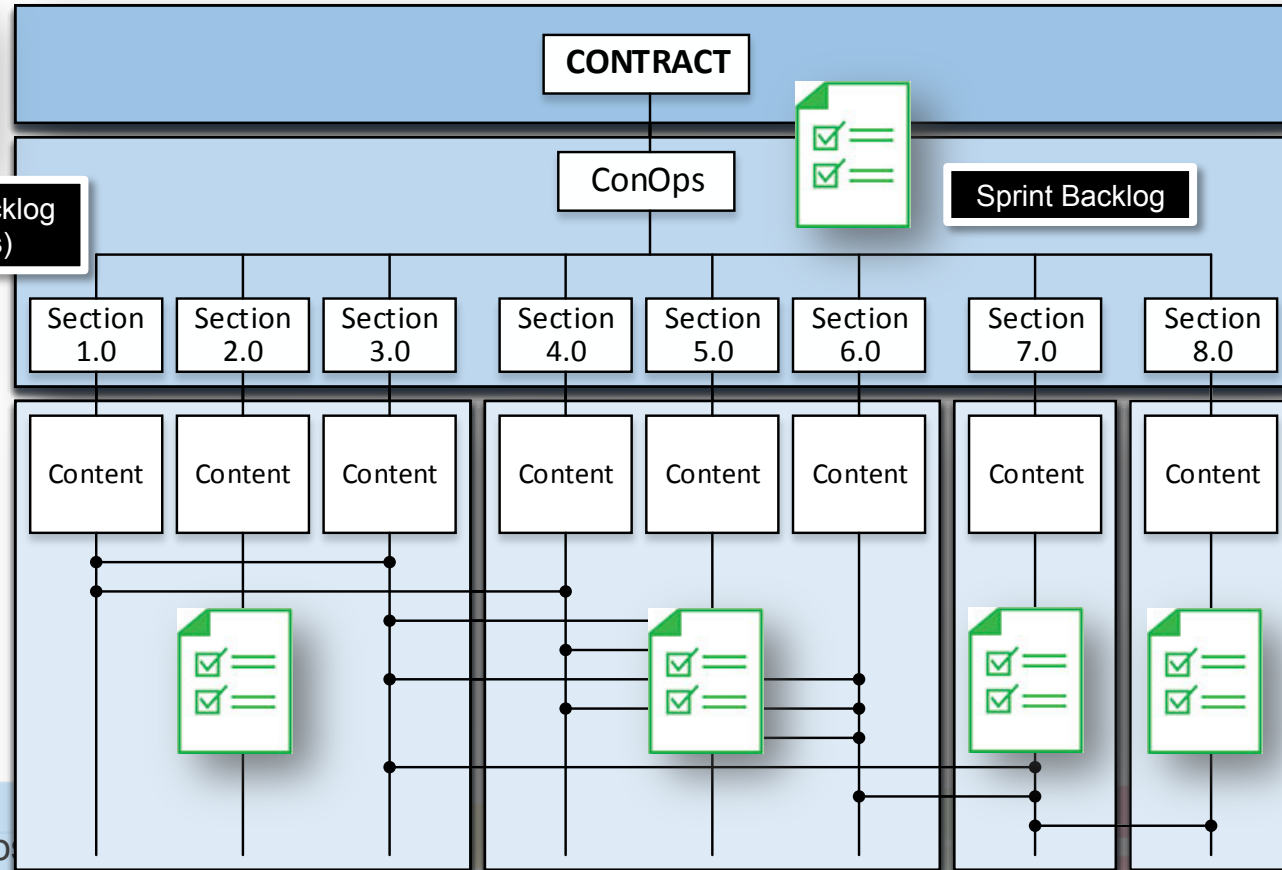 CONTRACT
ConOps
Sprint Backlog
Section
1.0
Section
2.0
Section
3.0
Section
4.0
Section
5.0
Section
6.0
Section
7.0
Section
8.0
Content
Content
Content
Content
Content
Content
Content
Content